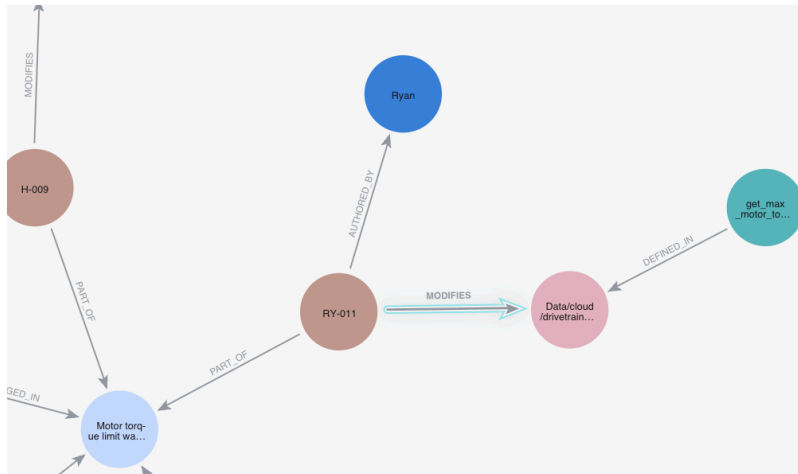 MODIFIES
Ryan
H-009
AUTHORED_BY
get_max
_motor_to...
DEFINED_IN
PART_OF
MODIFIES
RY-011
Data/cloud
/drivetrain...
PART_OF
GED_IN
Motor torq-
ue limit wa...